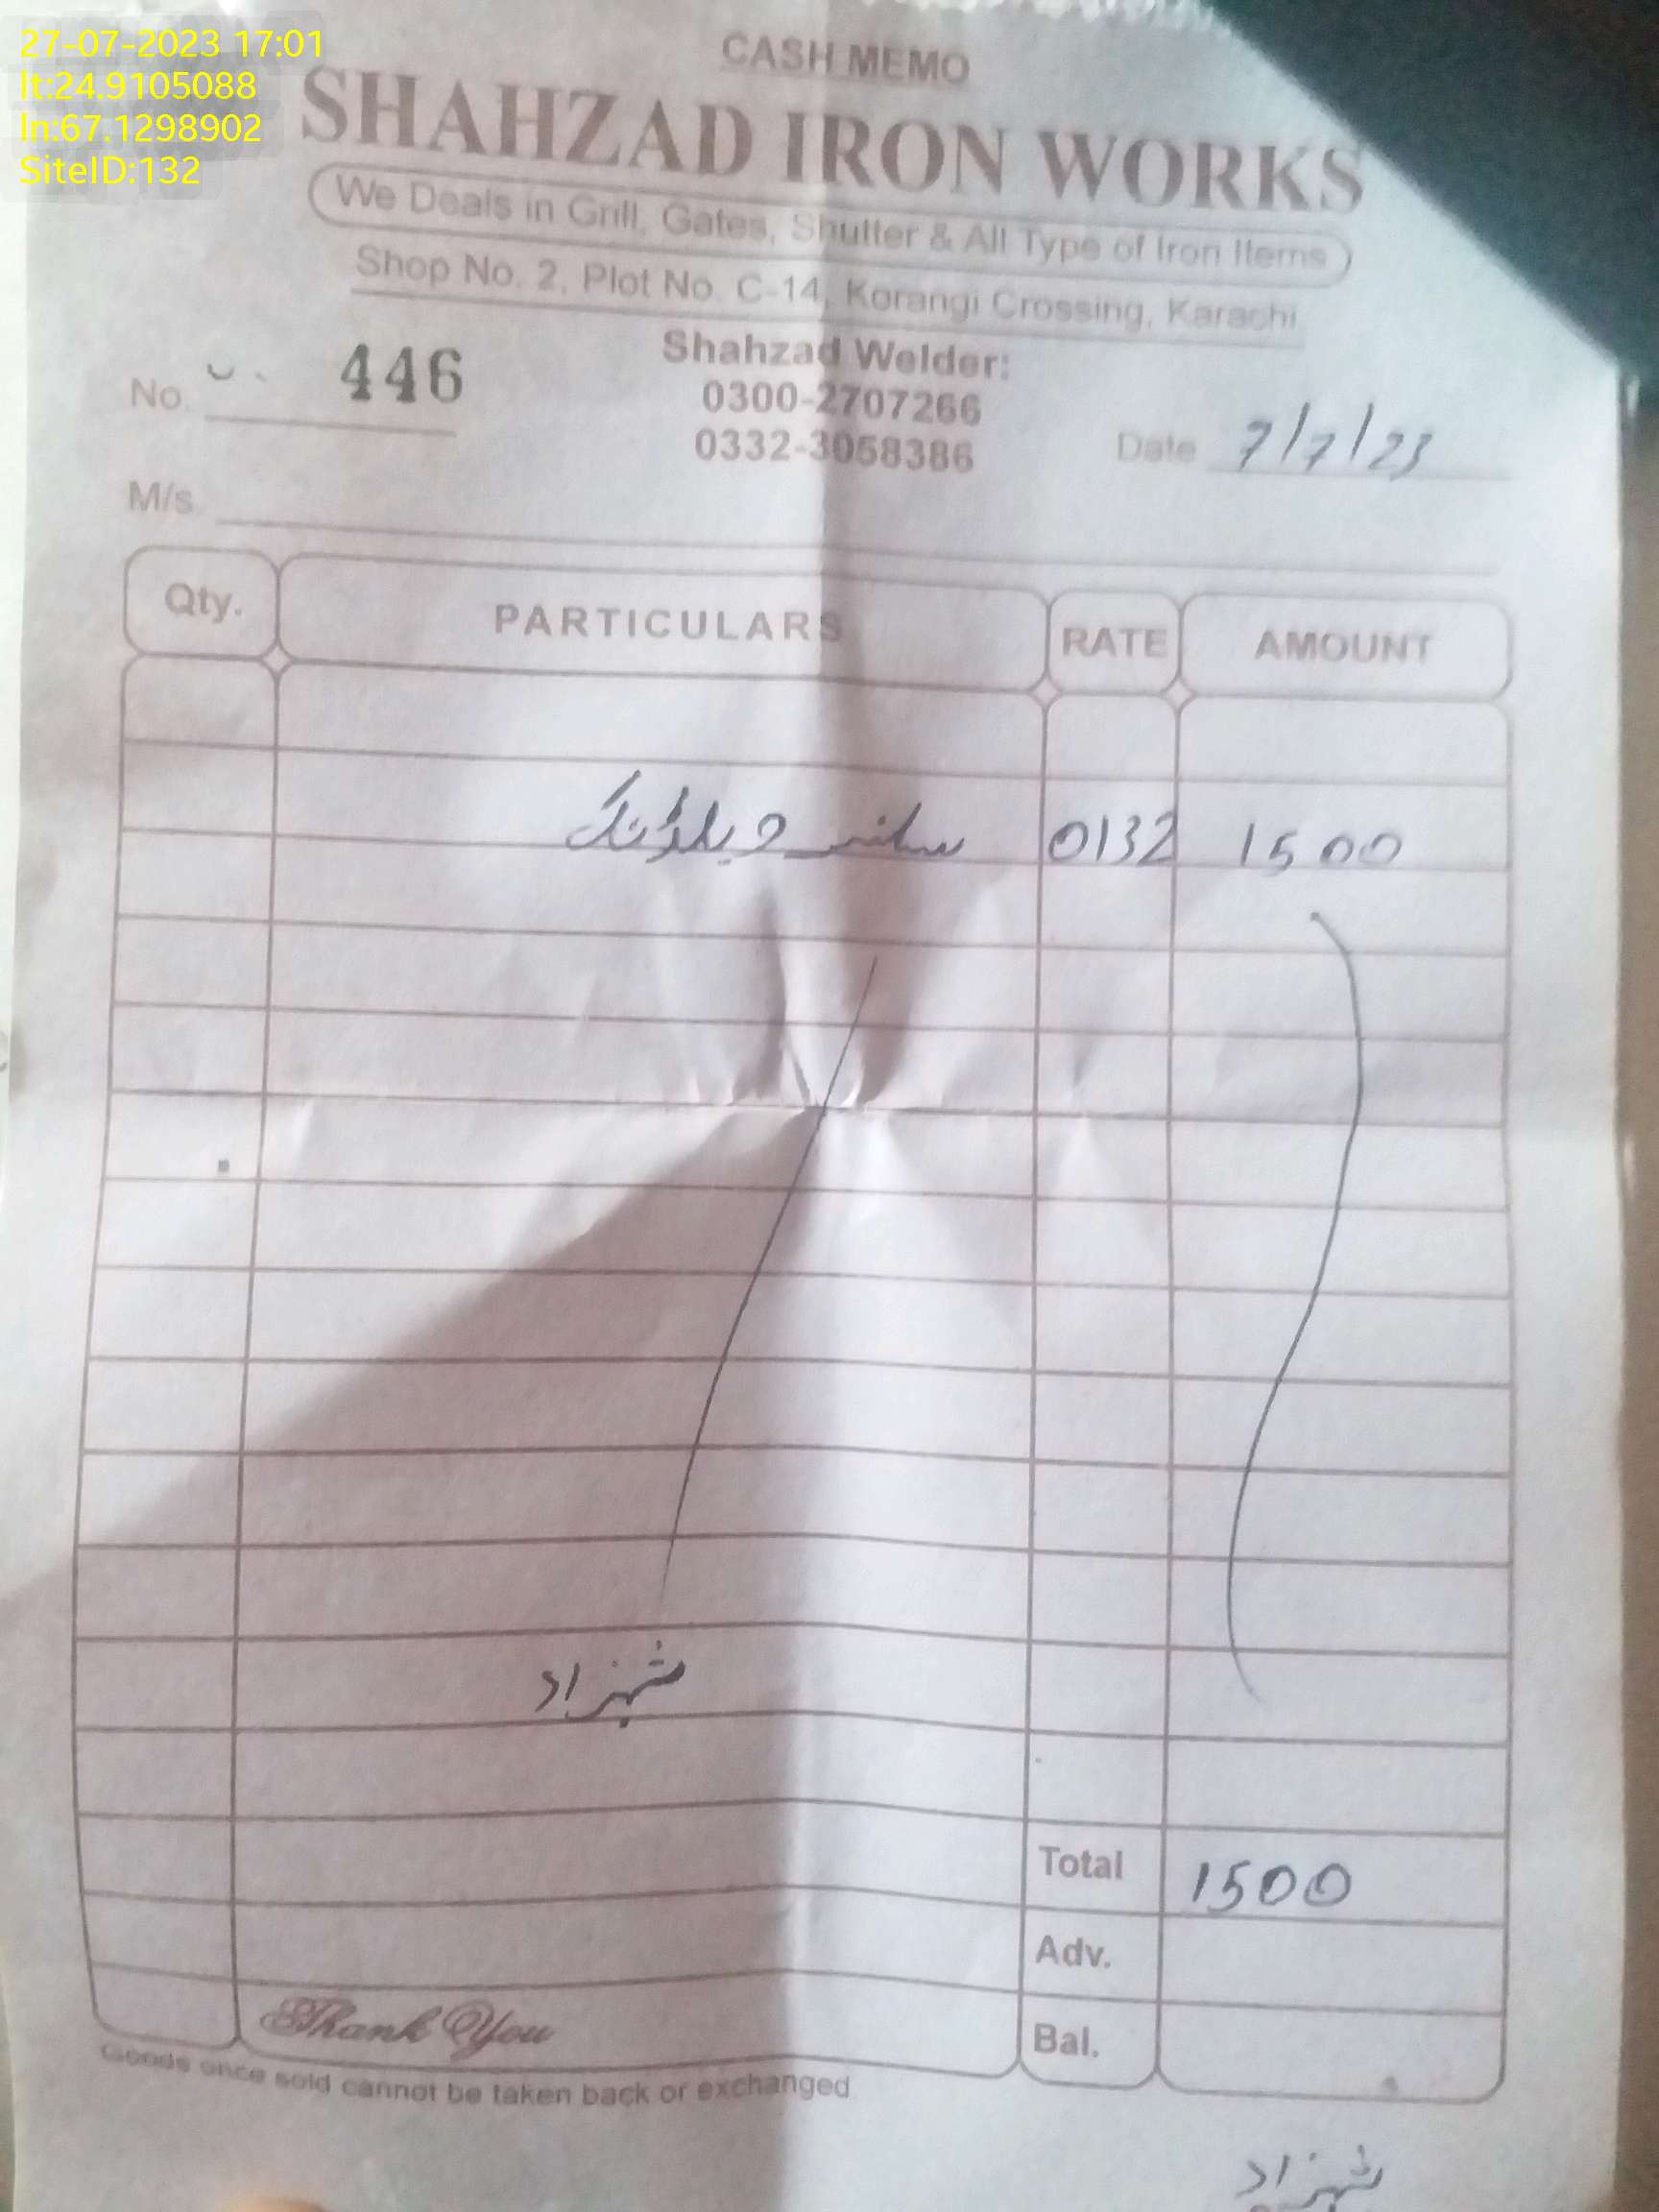 27-07-2023 17:01
lt:24.9105088
ln:67.1298902
SiteID:132
CASH MEMO
SHAHZAD IRON WORKS
We Deals in Grill, Gates, Shutter & All Type of Iron Items
Shop No. 2, Plot No. C-14, Korangi Crossing, Karachi
Shahzad Welder:
0300-2707266
0332-3058386
No. 446
Date 7/7/23
M/s.
Qty. PARTICULARS RATE AMOUNT
ویلڈنگ 0132 1500
شہزاد
Total 1500
Adv.
Bal.
Thank You
Goods once sold cannot be taken back or exchanged
شہزاد